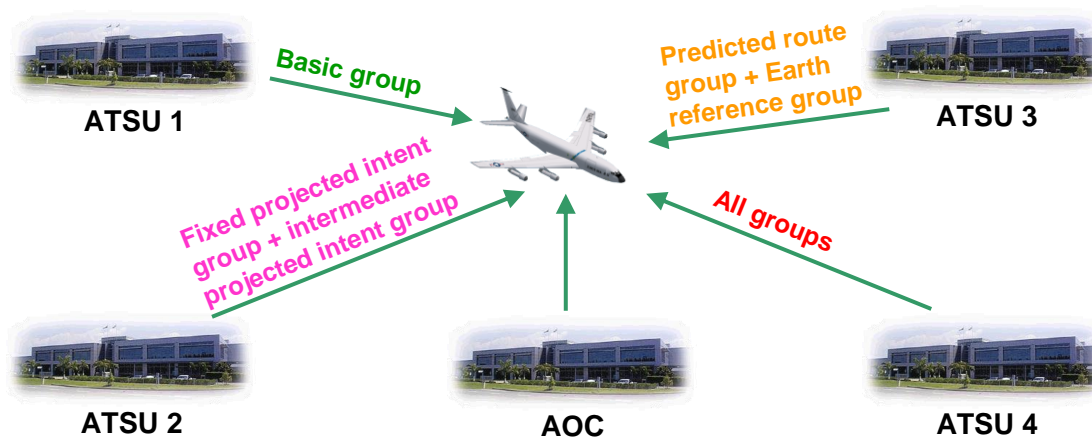 Basic group
ATSU 1
Predicted route
group + Earth
reference group
ATSU 3
Fixed projected intent
group + intermediate
projected intent group
All groups
ATSU 2
AOC
ATSU 4